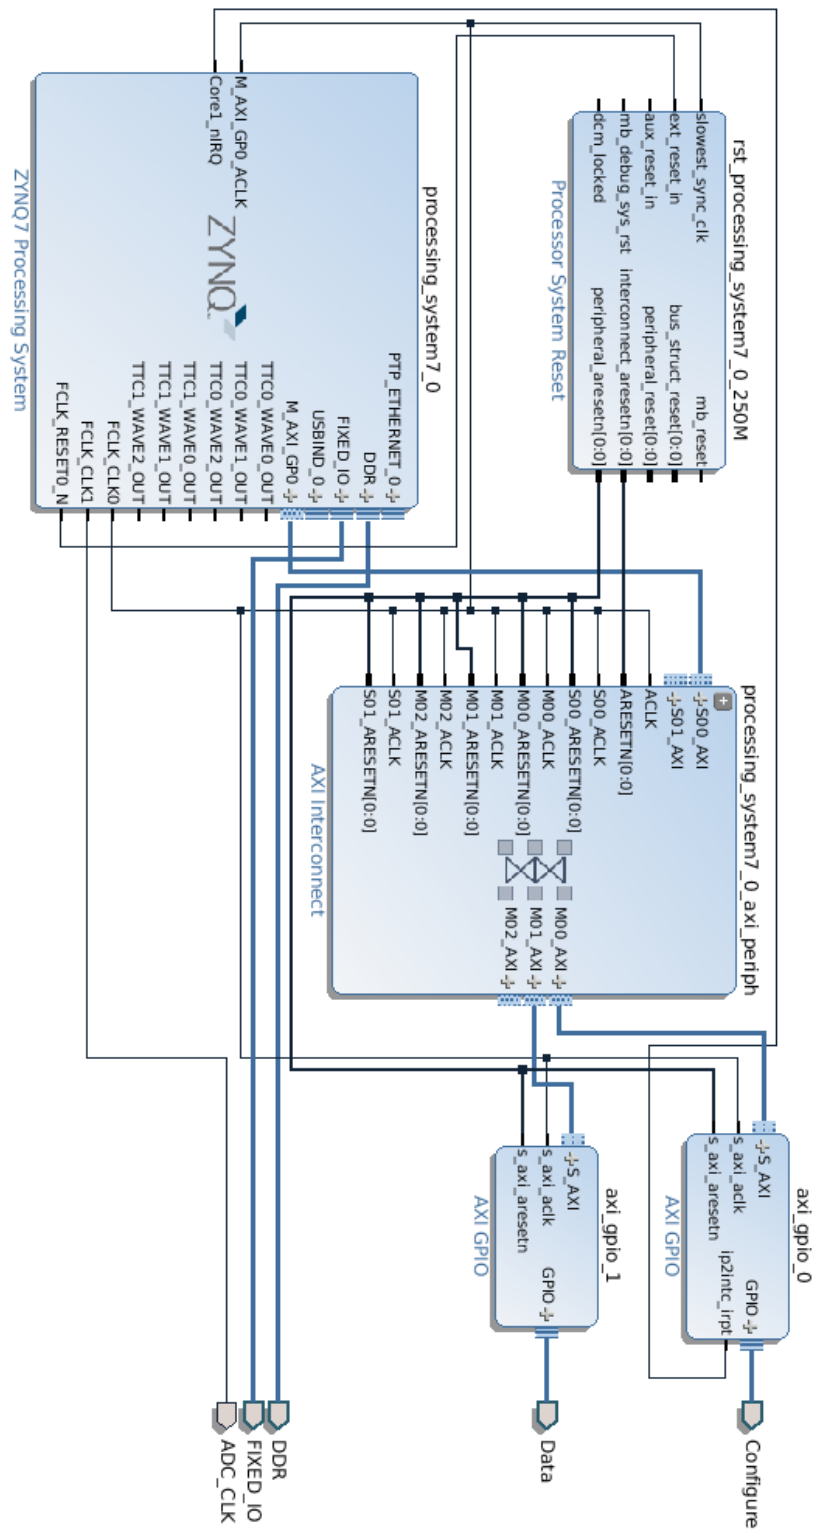 rst_processing_system7_0_250M
slowest_sync_clk
ext_reset_in
aux_reset_in
mb_debug_sys_rst
dcm_locked
mb_reset
bus_struct_reset[0:0]
peripheral_reset[0:0]
interconnect_aresetn[0:0]
peripheral_aresetn[0:0]
Processor System Reset
processing_system7_0
M_AXI_GP0_ACLK
Core1_nIRQ
ZYNQ
PTP_ETHERNET_0
DDR
FIXED_IO
USBIND_0
M_AXI_GP0
TTC0_WAVE0_OUT
TTC0_WAVE1_OUT
TTC0_WAVE2_OUT
TTC1_WAVE0_OUT
TTC1_WAVE1_OUT
TTC1_WAVE2_OUT
FCLK_CLK0
FCLK_CLK1
FCLK_RESET0_N
ZYNQ7 Processing System
processing_system7_0_axi_periph
S00_AXI
S01_AXI
ACLK
ARESETN[0:0]
S00_ACLK
S00_ARESETN[0:0]
M00_ACLK
M00_ARESETN[0:0]
M01_ACLK
M01_ARESETN[0:0]
M02_ACLK
M02_ARESETN[0:0]
S01_ACLK
S01_ARESETN[0:0]
M00_AXI
M01_AXI
M02_AXI
AXI Interconnect
axi_gpio_0
S_AXI
s_axi_aclk
s_axi_aresetn
GPIO
ip2intc_irpt
AXI GPIO
axi_gpio_1
S_AXI
s_axi_aclk
s_axi_aresetn
GPIO
AXI GPIO
Configure
Data
DDR
FIXED_IO
ADC_CLK